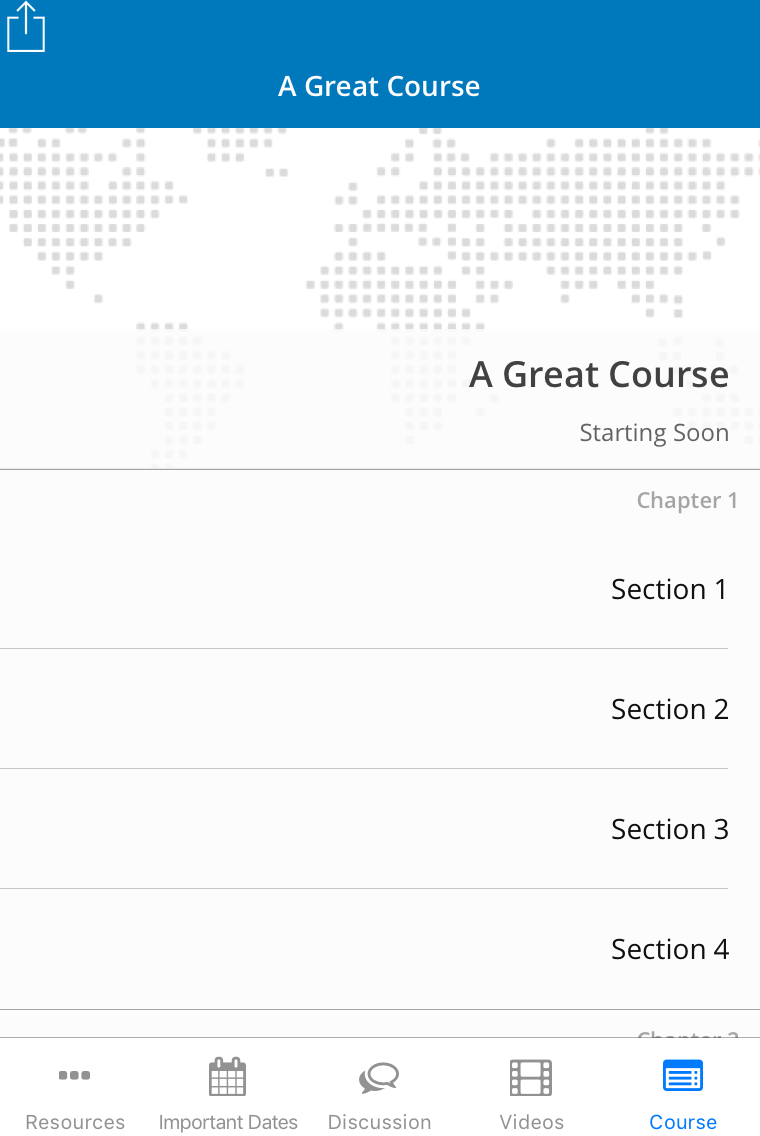 A Great Course
A Great Course
Starting Soon
Chapter 1
Section 1
Section 2
Section 3
Section 4
Resources
Important Dates
Discussion
Videos
Course